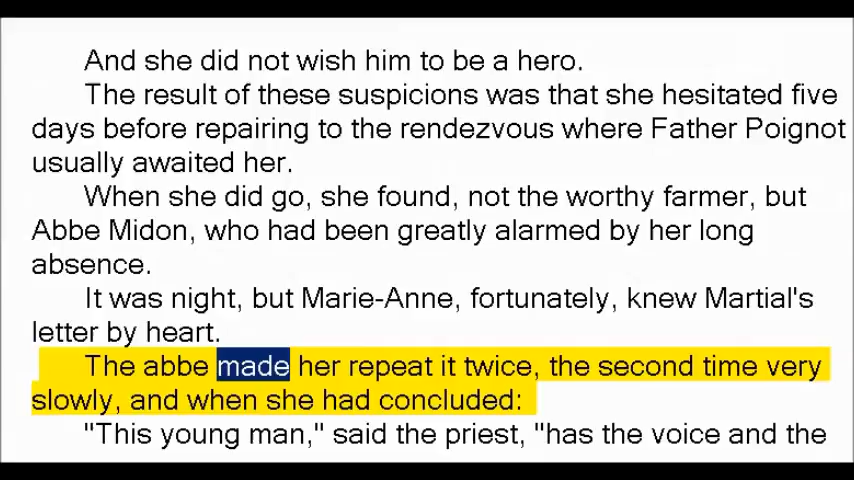 And she did not wish him to be a hero.
The result of these suspicions was that she hesitated five
days before repairing to the rendezvous where Father Poignot
usually awaited her.
When she did go, she found, not the worthy farmer, but
Abbe Midon, who had been greatly alarmed by her long
absence.
It was night, but Marie-Anne, fortunately, knew Martial's
letter by heart.
The abbe made her repeat it twice, the second time very
slowly, and when she had concluded:
"This young man," said the priest, "has the voice and the